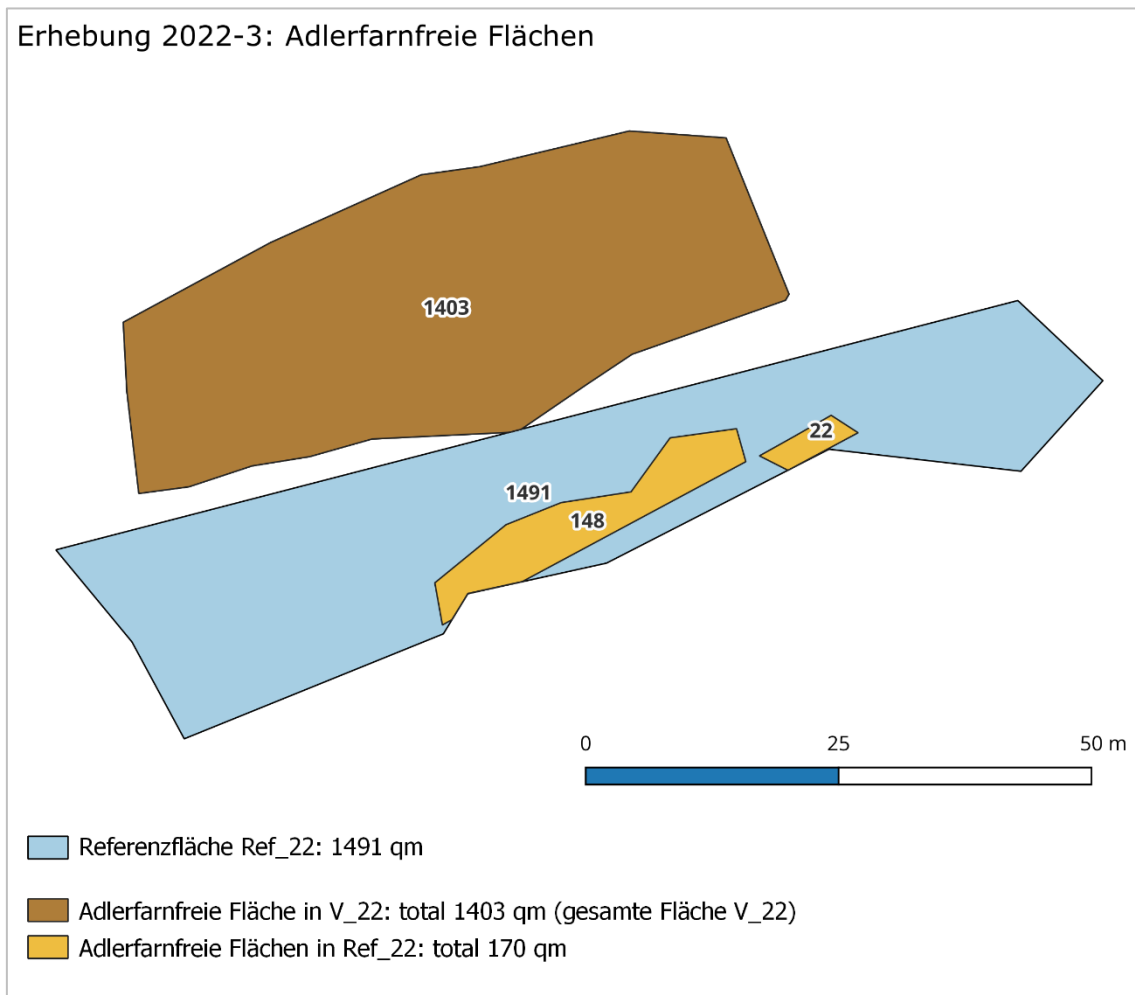 Erhebung 2022-3: Adlerfarnfreie Flächen
1403
22
1491
148
0 25 50 m
Referenzfläche Ref_22: 1491 qm
Adlerfarnfreie Fläche in V_22: total 1403 qm (gesamte Fläche V_22)
Adlerfarnfreie Flächen in Ref_22: total 170 qm